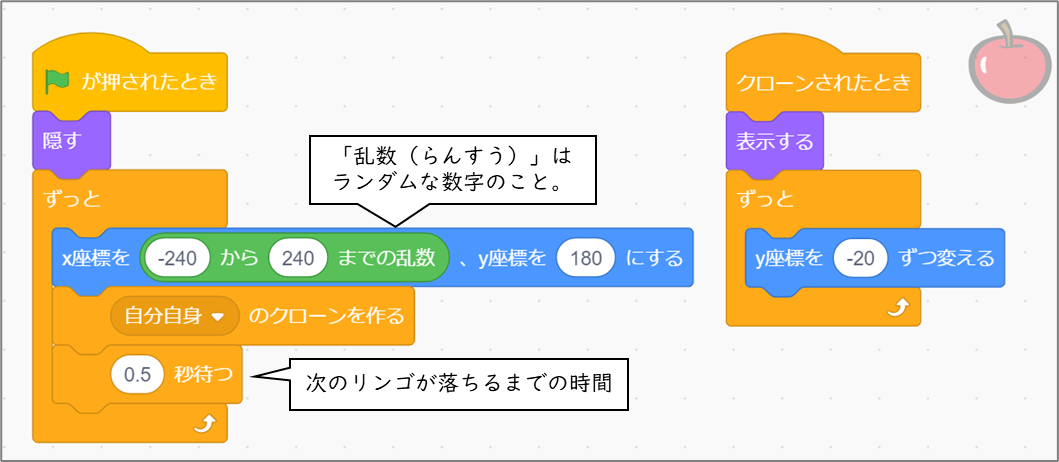 が押されたとき
隠す
ずっと
x座標を -240 から 240 までの乱数 、y座標を 180 にする
自分自身 のクローンを作る
0.5 秒待つ
「乱数（らんすう）」は
ランダムな数字のこと。
次のリンゴが落ちるまでの時間
クローンされたとき
表示する
ずっと
y座標を -20 ずつ変える